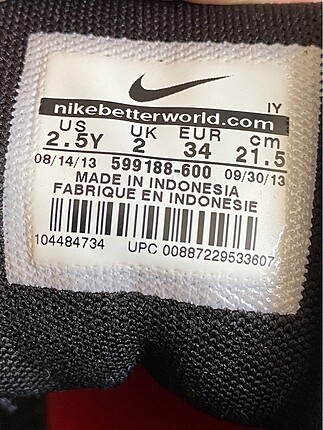 IY
nikebetterworld.com
US UK EUR cm
2.5Y 2 34 21.5
08/14/13 599188-600 09/30/13
MADE IN INDONESIA
FABRIQUE EN INDONESIE
104484734 UPC 00887229533607